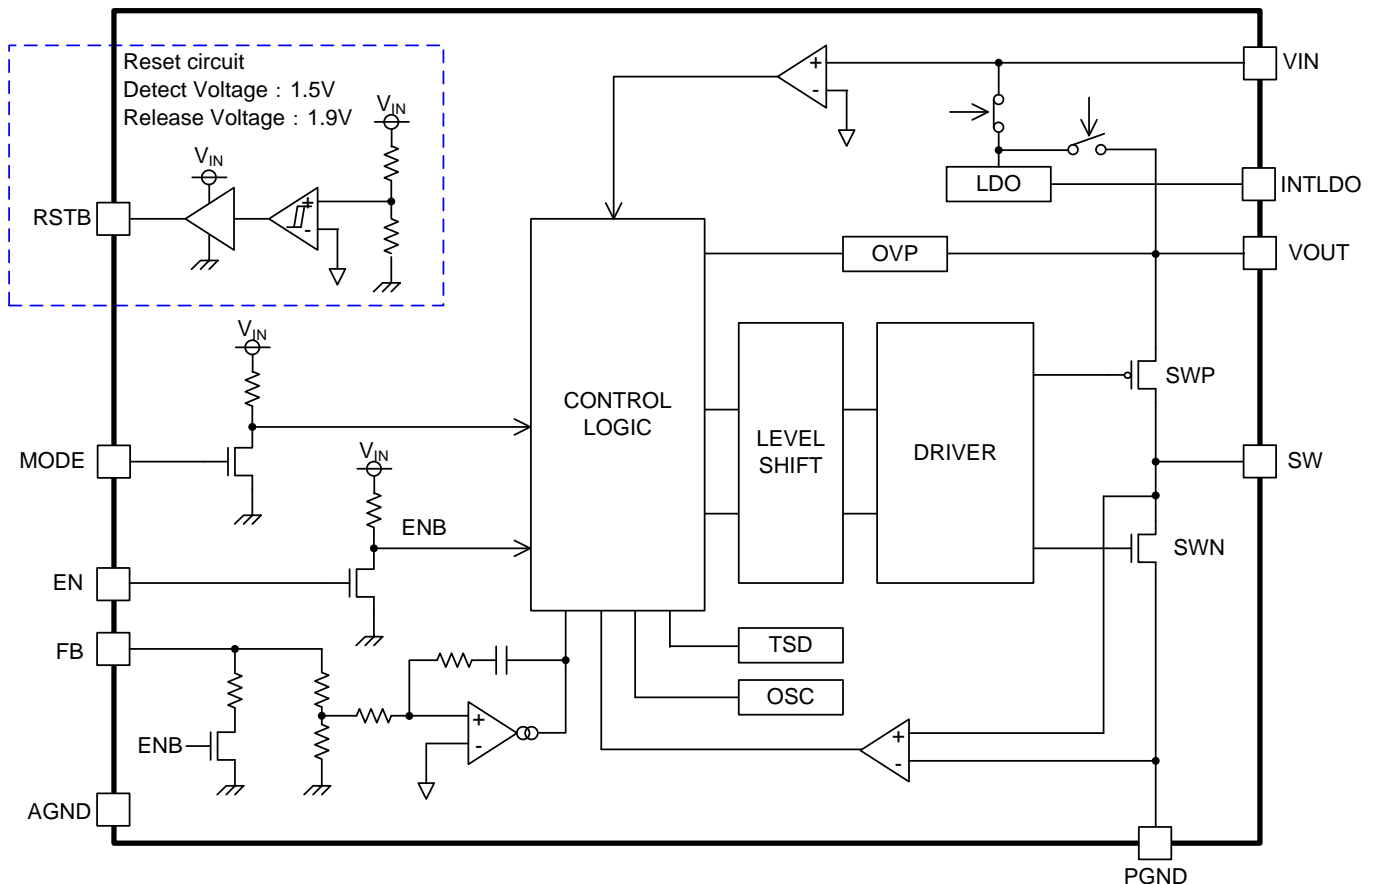 Reset circuit
Detect Voltage : 1.5V
Release Voltage : 1.9V
VIN
VIN
RSTB
+
-
+
-
VIN
LDO
INTLDO
OVP
VOUT
VIN
MODE
VIN
ENB
EN
CONTROL
LOGIC
LEVEL
SHIFT
DRIVER
SWP
SW
SWN
FB
TSD
OSC
ENB
+
-
+
-
AGND
PGND